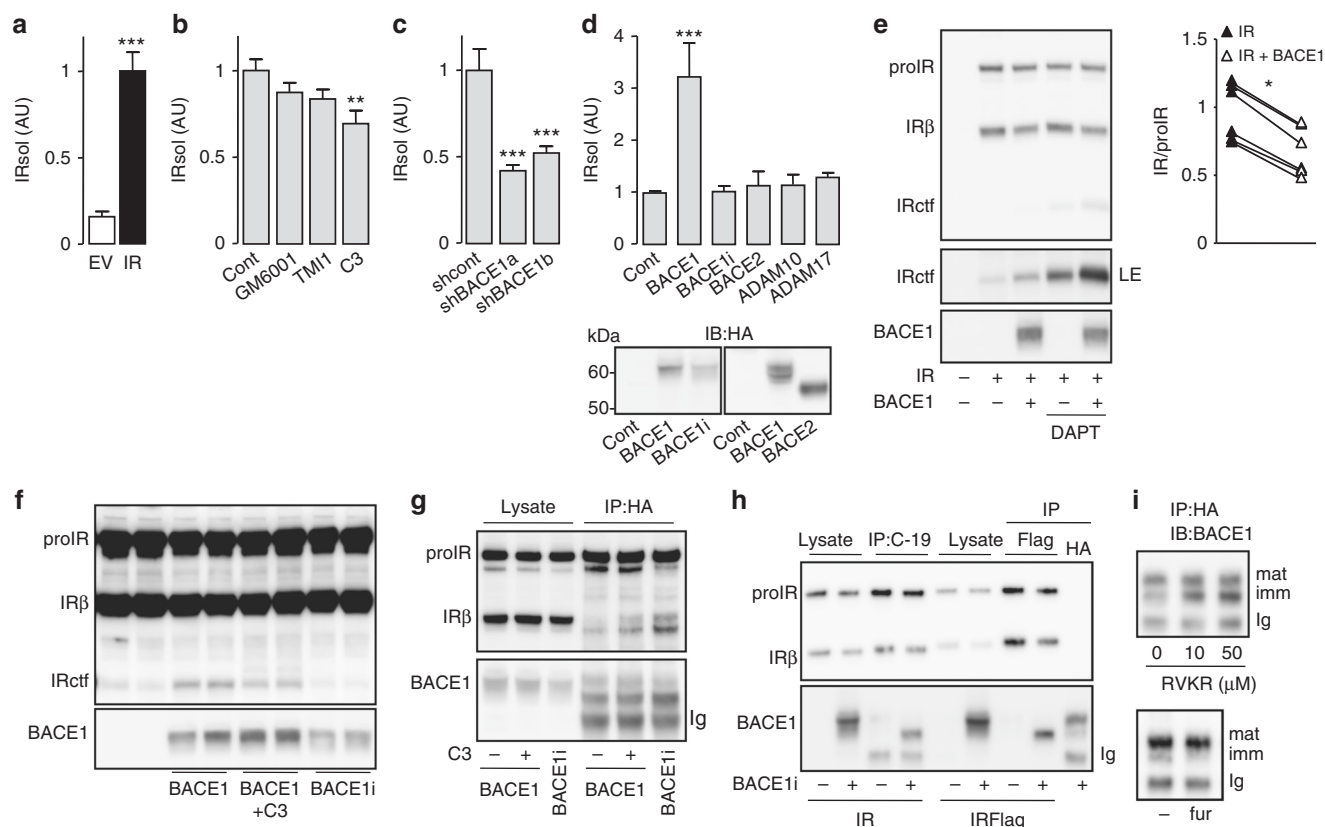 a
IRsol (AU)
1
0.5
0
***
EV IR
b
IRsol (AU)
1
0.5
0
**
Cont
GM6001
TMI1
C3
c
IRsol (AU)
1
0.5
0
***
***
shcont
shBACE1a
shBACE1b
d
IRsol (AU)
4
3
2
1
0
***
Cont
BACE1
BACE1i
BACE2
ADAM10
ADAM17
kDa
IB:HA
60
50
Cont
BACE1
BACE1i
Cont
BACE1
BACE2
e
proIR
IRβ
IRctf
IRctf
LE
BACE1
IR – + + + +
BACE1 – – + – +
DAPT
IR
IR + BACE1
1.5
1
0.5
0
IR/proIR
*
f
proIR
IRβ
IRctf
BACE1
BACE1
BACE1
+C3
BACE1i
g
Lysate
IP:HA
proIR
IRβ
BACE1
Ig
C3 – + – +
BACE1
BACE1i
BACE1
BACE1i
h
IP
Lysate IP:C-19 Lysate Flag HA
proIR
IRβ
BACE1
Ig
BACE1i – + – + – + – + +
IR
IRFlag
i
IP:HA
IB:BACE1
mat
imm
Ig
0 10 50
RVKR (μM)
mat
imm
Ig
– fur